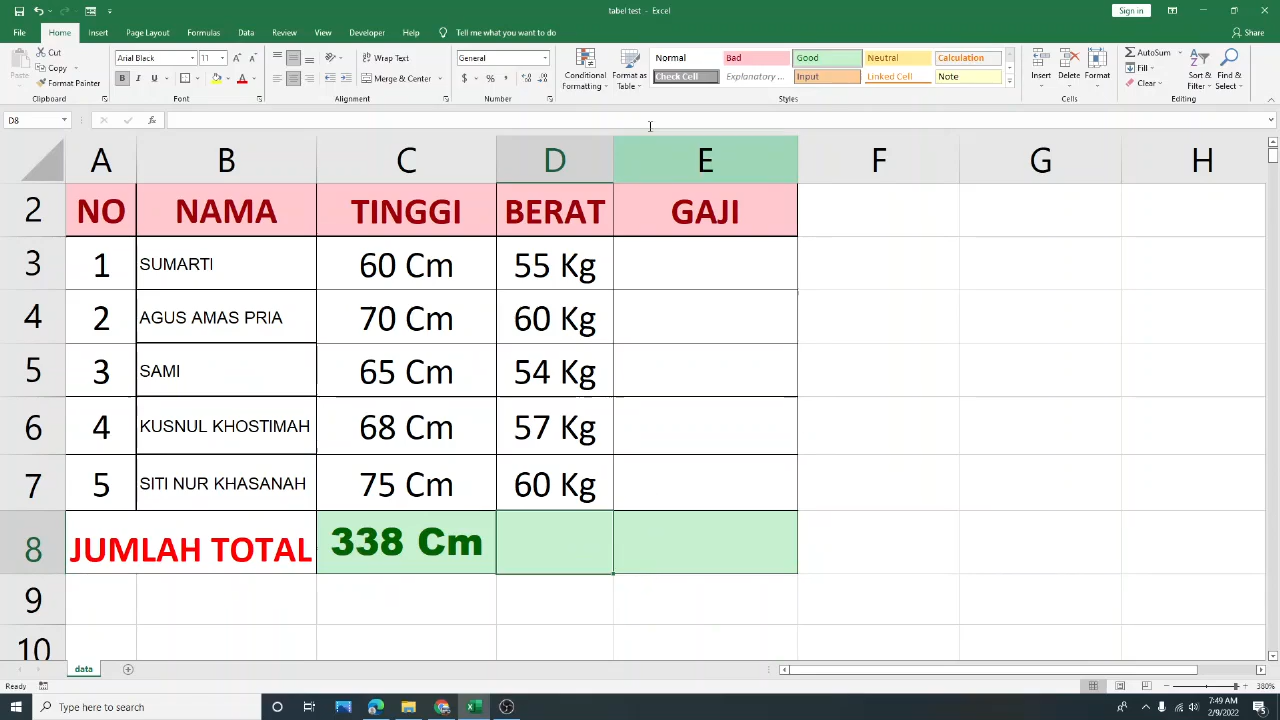 tabel test - Excel
Sign in
File Home Insert Page Layout Formulas Data Review View Developer Help Tell me what you want to do
Share
Paste
Cut
Copy
Format Painter
Clipboard
Arial Black 11
B I U
Font
Wrap Text
Merge & Center
Alignment
General
$ % ,
Number
Conditional Formatting
Format as Table
Normal Bad Good Neutral Calculation
Check Cell Explanatory ... Input Linked Cell Note
Styles
Insert Delete Format
Cells
AutoSum
Fill
Clear
Sort & Filter
Find & Select
Editing
D8 fx
A B C D E F G H
2 NO NAMA TINGGI BERAT GAJI
3 1 SUMARTI 60 Cm 55 Kg
4 2 AGUS AMAS PRIA 70 Cm 60 Kg
5 3 SAMI 65 Cm 54 Kg
6 4 KUSNUL KHOSTIMAH 68 Cm 57 Kg
7 5 SITI NUR KHASANAH 75 Cm 60 Kg
8 JUMLAH TOTAL 338 Cm
9
10
data
Ready
380%
Type here to search
7:49 AM
2/9/2022